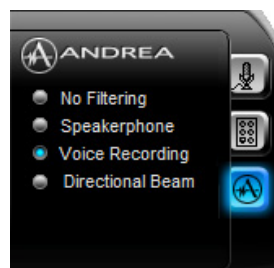 ANDREA
No Filtering
Speakerphone
Voice Recording
Directional Beam